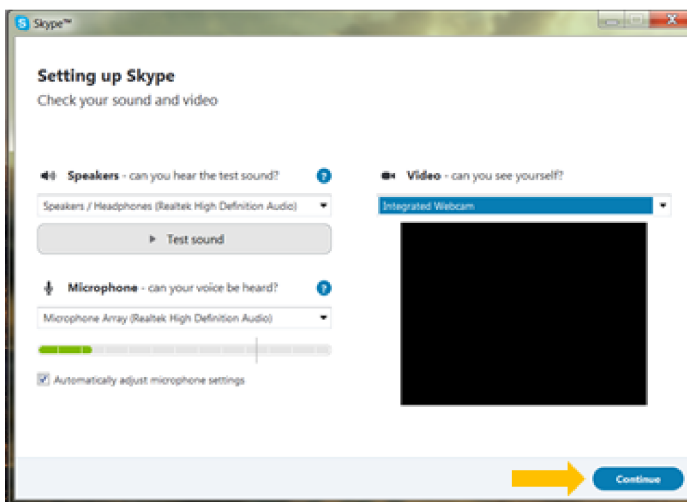 Skype™
Setting up Skype
Check your sound and video
Speakers - can you hear the test sound?
?
Speakers / Headphones (Realtek High Definition Audio)
Test sound
Microphone - can your voice be heard?
?
Microphone Array (Realtek High Definition Audio)
Automatically adjust microphone settings
Video - can you see yourself?
Integrated Webcam
Continue